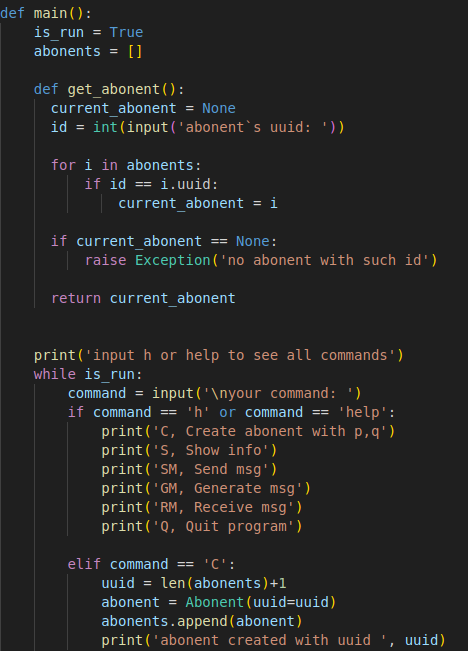 def main():
    is_run = True
    abonents = []
    def get_abonent():
      current_abonent = None
      id = int(input('abonent`s uuid: '))
      for i in abonents:
          if id == i.uuid:
              current_abonent = i
      if current_abonent == None:
          raise Exception('no abonent with such id')
      return current_abonent
    print('input h or help to see all commands')
    while is_run:
        command = input('\nyour command: ')
        if command == 'h' or command == 'help':
            print('C, Create abonent with p,q')
            print('S, Show info')
            print('SM, Send msg')
            print('GM, Generate msg')
            print('RM, Receive msg')
            print('Q, Quit program')
        elif command == 'C':
            uuid = len(abonents)+1
            abonent = Abonent(uuid=uuid)
            abonents.append(abonent)
            print('abonent created with uuid ', uuid)